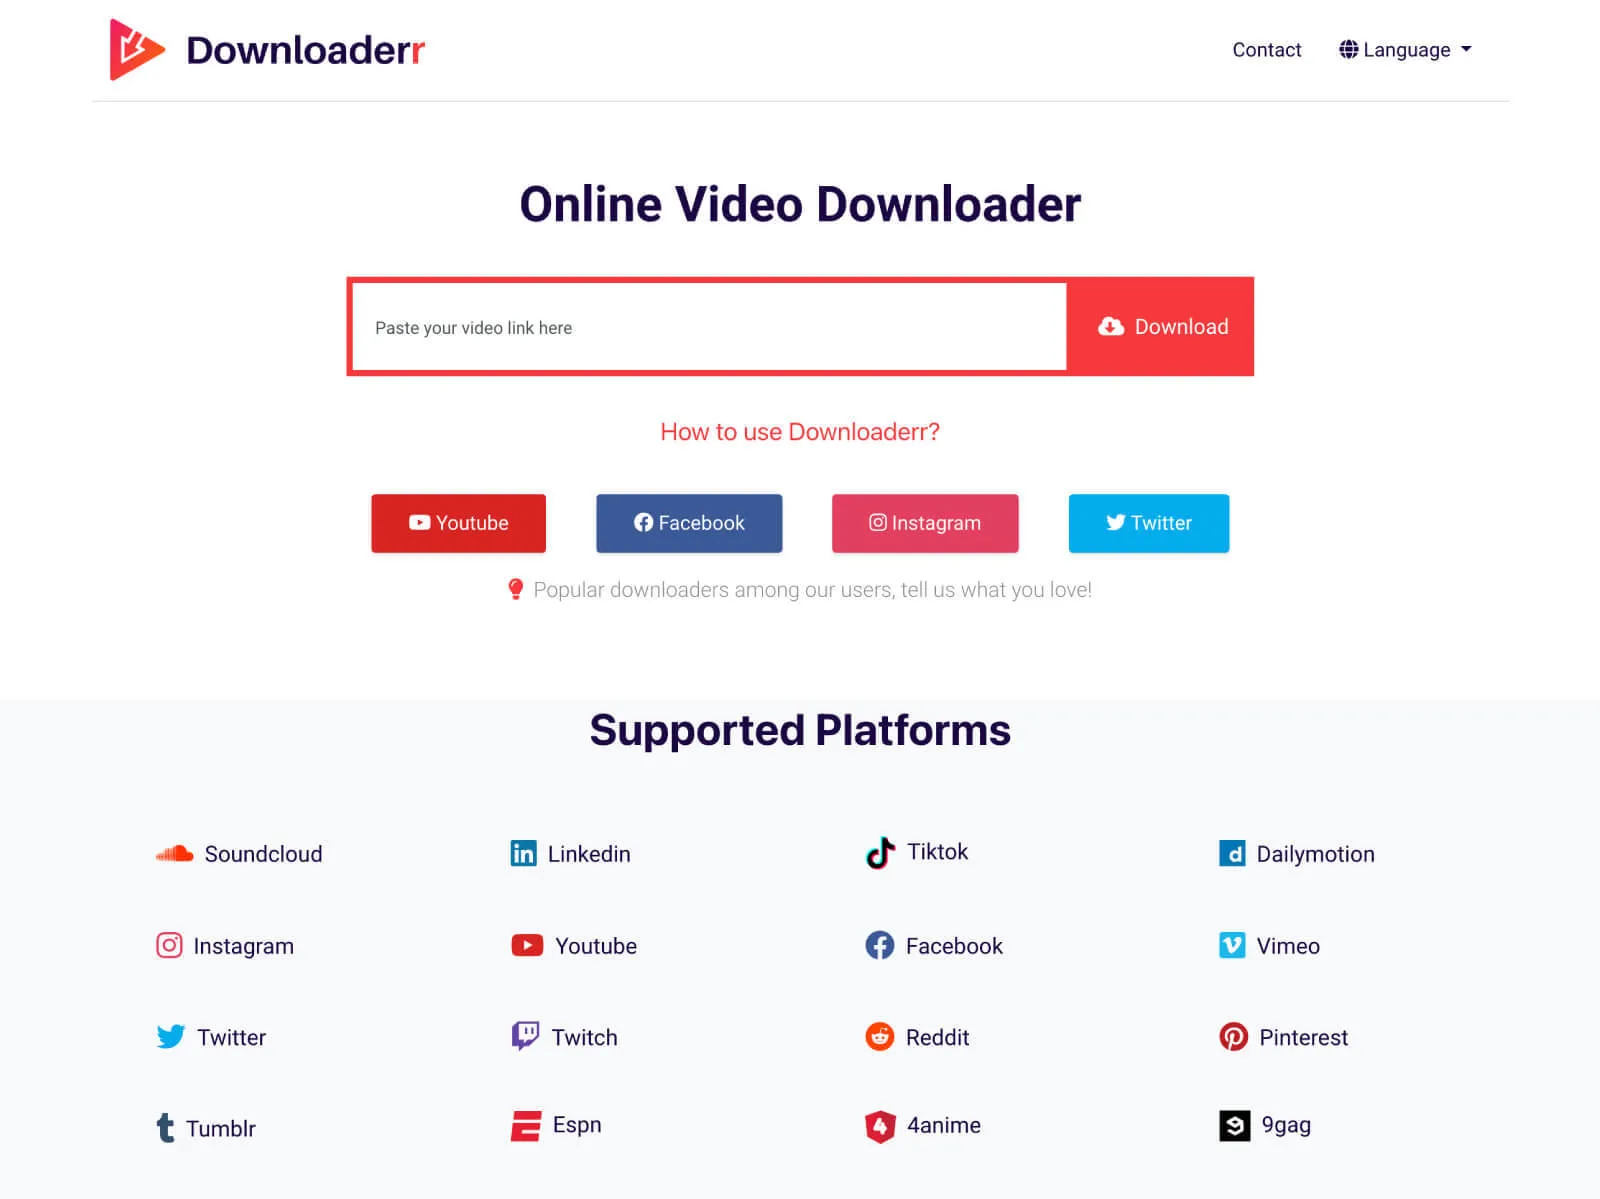 Downloaderr
Contact
Language
Online Video Downloader
Paste your video link here
Download
How to use Downloaderr?
Youtube
Facebook
Instagram
Twitter
Popular downloaders among our users, tell us what you love!
Supported Platforms
Soundcloud
Linkedin
Tiktok
Dailymotion
Instagram
Youtube
Facebook
Vimeo
Twitter
Twitch
Reddit
Pinterest
Tumblr
Espn
4anime
9gag